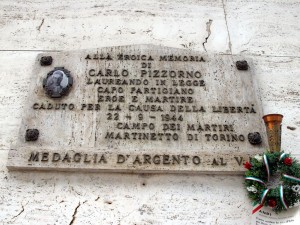 ALLA EROICA MEMORIA
DI
CARLO PIZZORNO
LAUREANDO IN LEGGE
CAPO PARTIGIANO
EROE E MARTIRE
CADUTO PER LA CAUSA DELLA LIBERTÀ
22-9-1944
CAMPO DEI MARTIRI
MARTINETTO DI TORINO
MEDAGLIA D'ARGENTO AL V